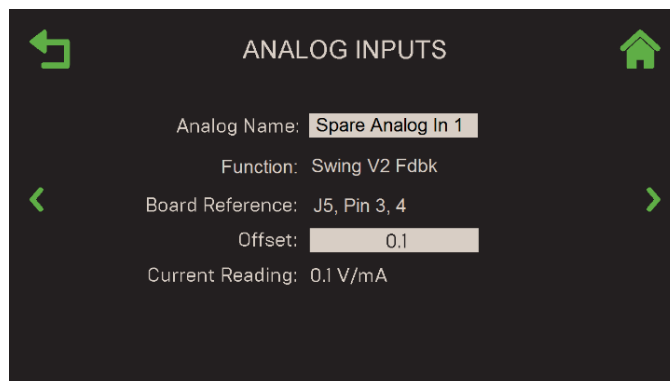 ANALOG INPUTS
Analog Name: Spare Analog In 1
Function: Swing V2 Fdbk
Board Reference: J5, Pin 3, 4
Offset: 0.1
Current Reading: 0.1 V/mA